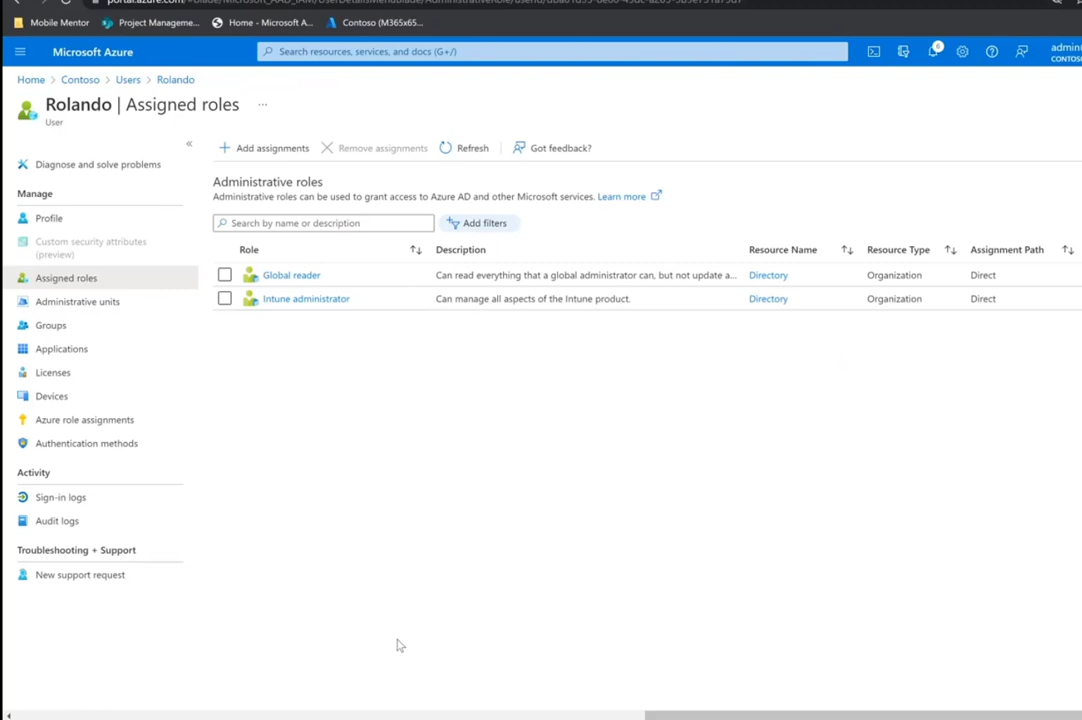 Mobile Mentor
Project Manageme...
Home - Microsoft A...
Contoso (M365x65...
Microsoft Azure
Search resources, services, and docs (G+/)
6
admin
CONTOS
Home > Contoso > Users > Rolando
Rolando | Assigned roles ...
User
«
Add assignments
Remove assignments
Refresh
Got feedback?
Diagnose and solve problems
Manage
Profile
Custom security attributes
(preview)
Assigned roles
Administrative units
Groups
Applications
Licenses
Devices
Azure role assignments
Authentication methods
Activity
Sign-in logs
Audit logs
Troubleshooting + Support
New support request
Administrative roles
Administrative roles can be used to grant access to Azure AD and other Microsoft services. Learn more
Search by name or description
Add filters
Role Description Resource Name Resource Type Assignment Path
Global reader Can read everything that a global administrator can, but not update a... Directory Organization Direct
Intune administrator Can manage all aspects of the Intune product. Directory Organization Direct